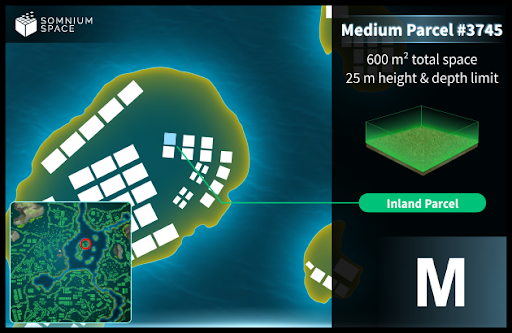 SOMNIUM
SPACE
Medium Parcel #3745
600 m² total space
25 m height & depth limit
Inland Parcel
M